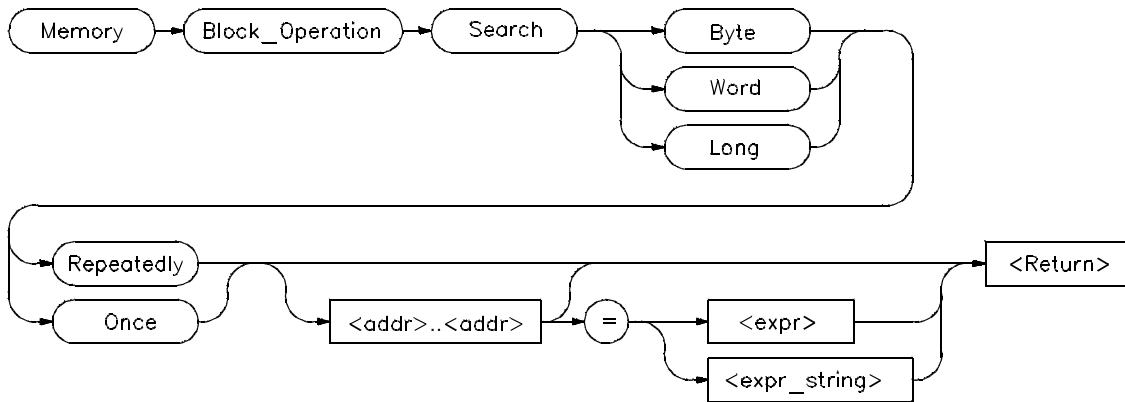 Memory Block_Operation Search Byte
Word
Long
Repeatedly <Return>
Once <addr>..<addr> = <expr>
<expr_string>